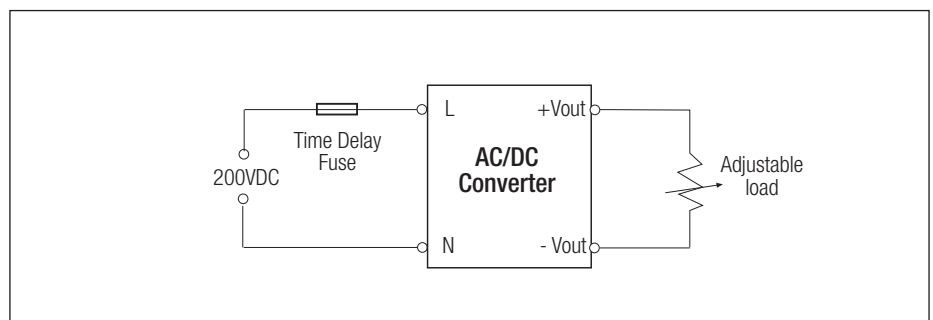 L
+Vout
Time Delay
Fuse
200VDC
AC/DC
Converter
Adjustable
load
N
- Vout